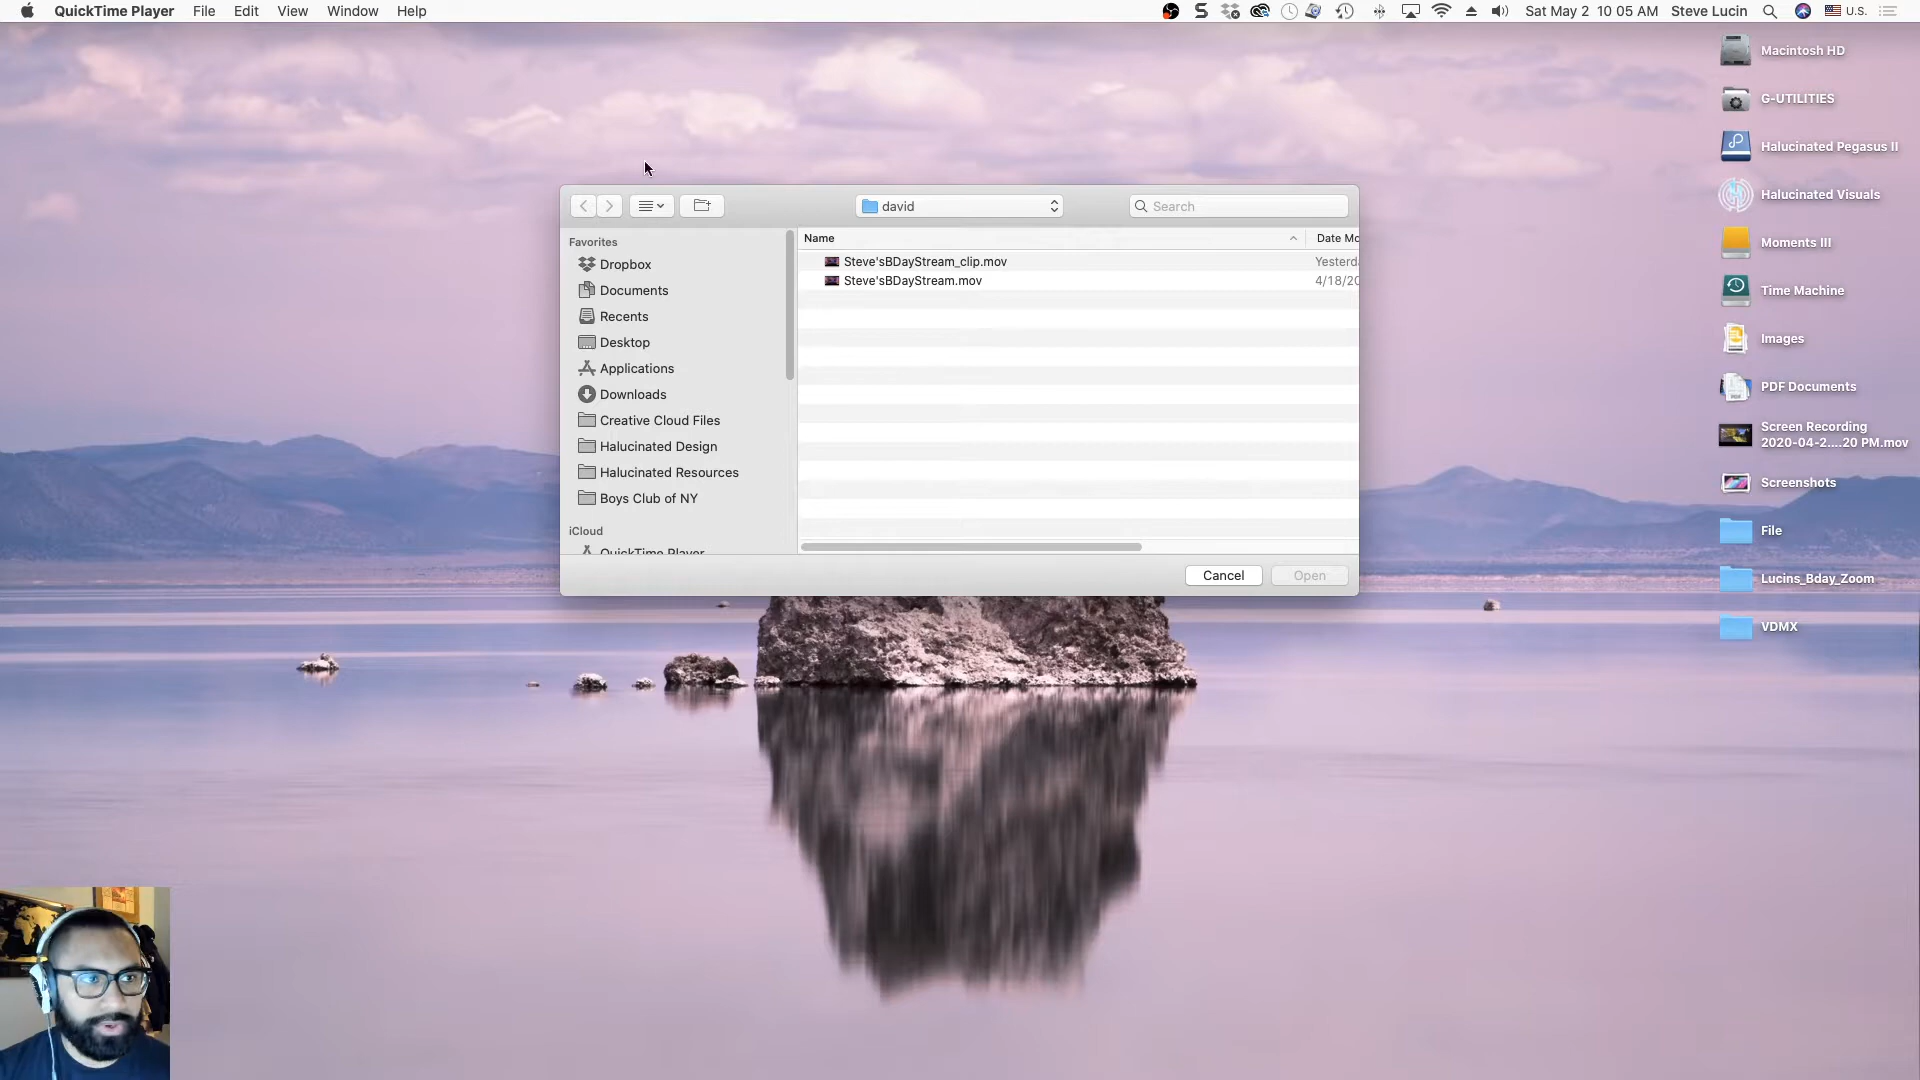 QuickTime Player File Edit View Window Help
Sat May 2 10 05 AM Steve Lucin U.S.
david
Search
Favorites
Dropbox
Documents
Recents
Desktop
Applications
Downloads
Creative Cloud Files
Halucinated Design
Halucinated Resources
Boys Club of NY
iCloud
QuickTime Player
Name Date Mo
Steve'sBDayStream_clip.mov Yesterd
Steve'sBDayStream.mov 4/18/20
Cancel Open
Macintosh HD
G-UTILITIES
Halucinated Pegasus II
Halucinated Visuals
Moments III
Time Machine
Images
PDF Documents
Screen Recording
2020-04-2....20 PM.mov
Screenshots
File
Lucins_Bday_Zoom
VDMX